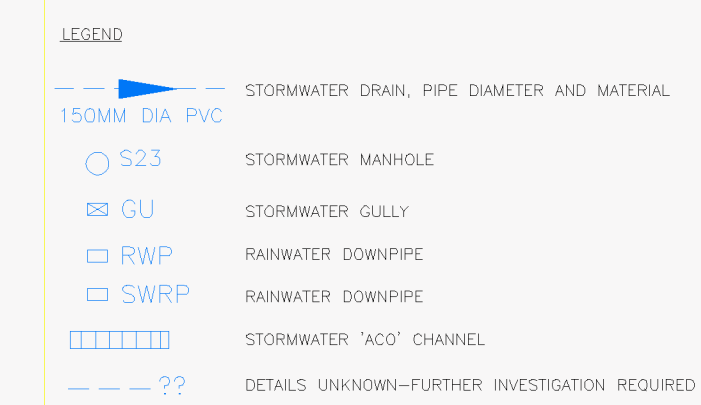 LEGEND
STORMWATER DRAIN, PIPE DIAMETER AND MATERIAL
150MM DIA PVC
S23 STORMWATER MANHOLE
GU STORMWATER GULLY
RWP RAINWATER DOWNPIPE
SWRP RAINWATER DOWNPIPE
STORMWATER 'ACO' CHANNEL
?? DETAILS UNKNOWN–FURTHER INVESTIGATION REQUIRED